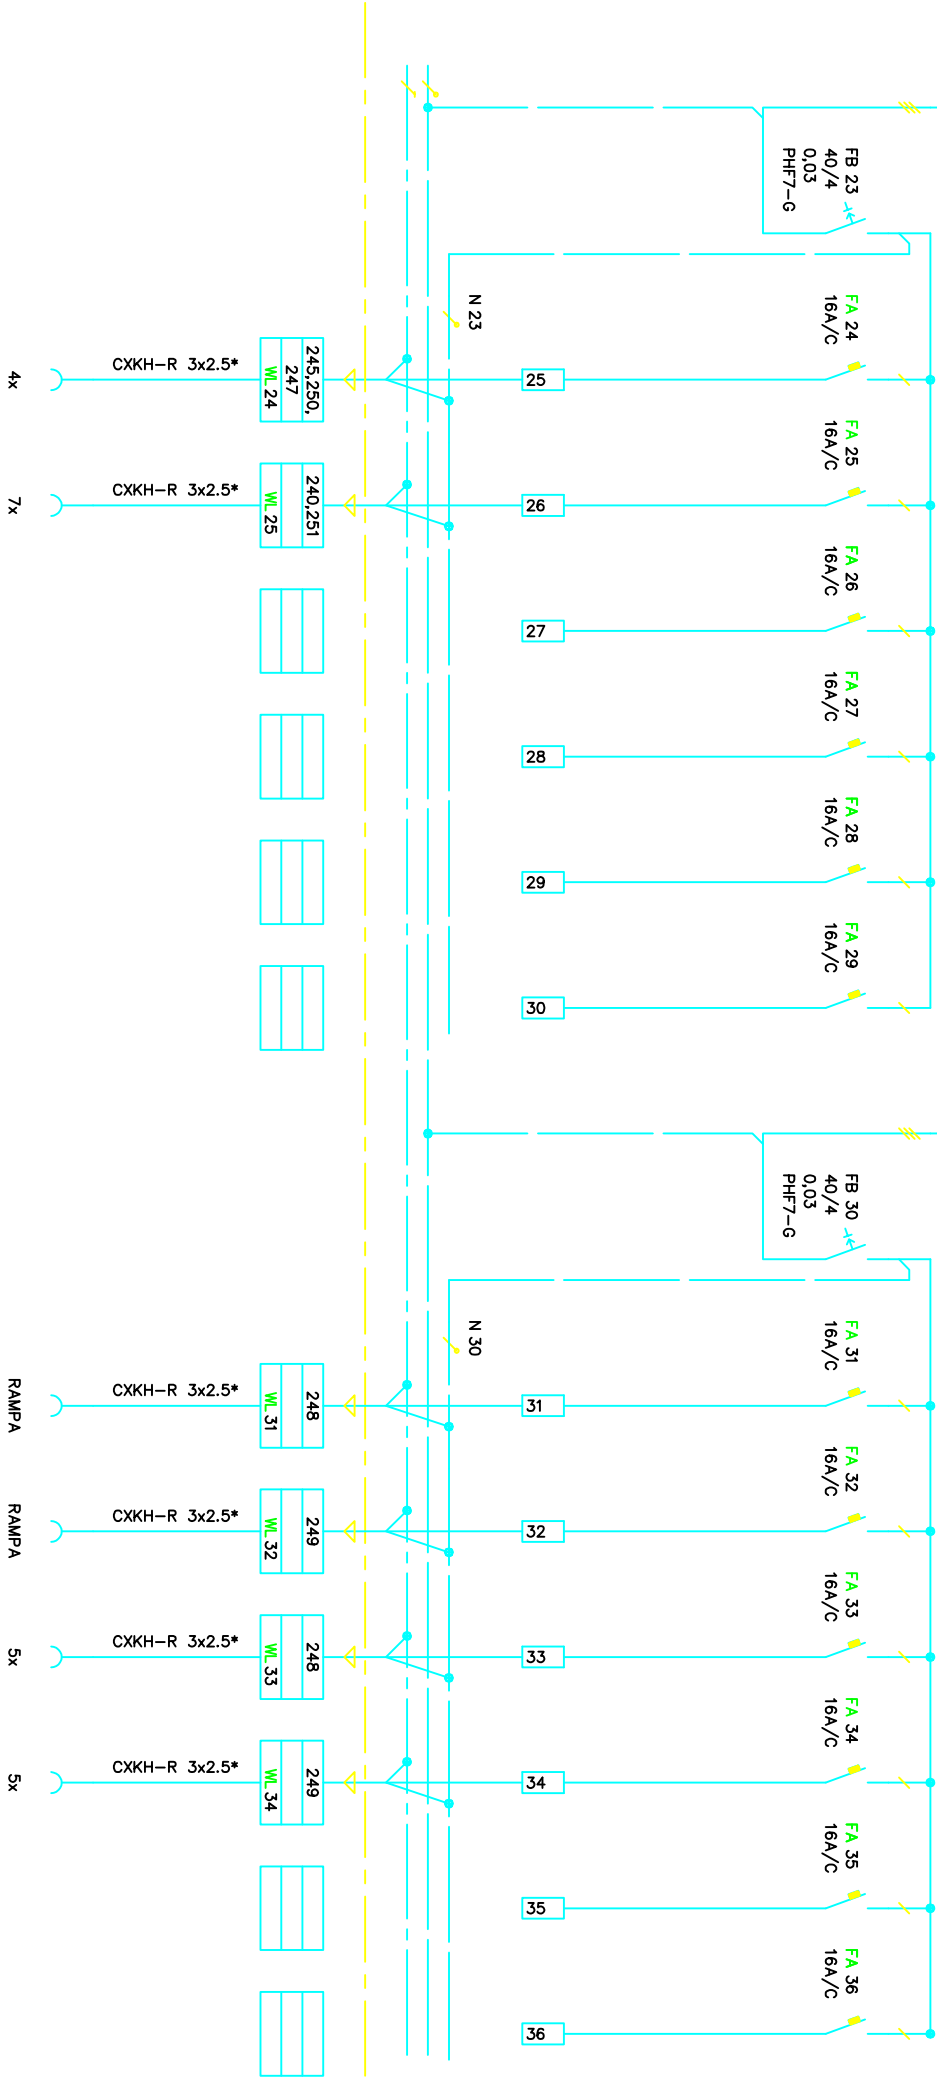 FB 23
40/4
0,03
PHF7-G
FA 24
16A/C
FA 25
16A/C
FA 26
16A/C
FA 27
16A/C
FA 28
16A/C
FA 29
16A/C
N 23
25
26
27
28
29
30
245,250,
247
WL 24
240,251
WL 25
CXKH-R 3x2.5*
CXKH-R 3x2.5*
4x
7x
FB 30
40/4
0,03
PHF7-G
FA 31
16A/C
FA 32
16A/C
FA 33
16A/C
FA 34
16A/C
FA 35
16A/C
FA 36
16A/C
N 30
31
32
33
34
35
36
248
WL 31
249
WL 32
248
WL 33
249
WL 34
CXKH-R 3x2.5*
CXKH-R 3x2.5*
CXKH-R 3x2.5*
CXKH-R 3x2.5*
RAMPA
RAMPA
5x
5x